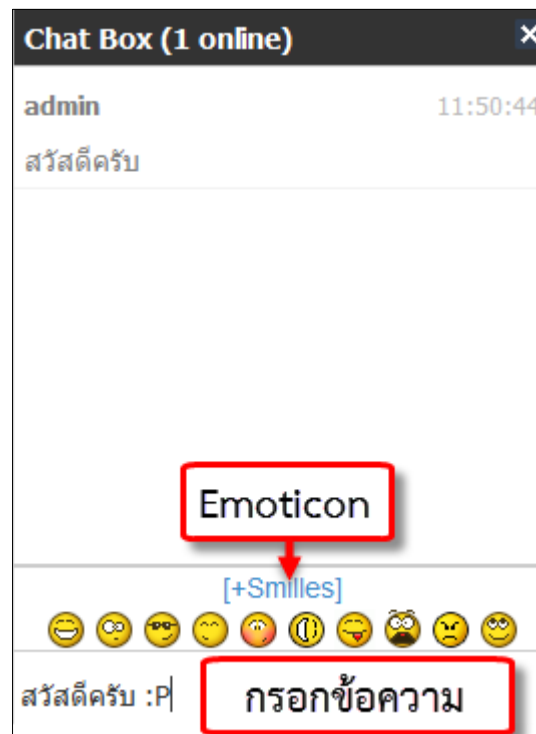 Chat Box (1 online) ×
admin 11:50:44
สวัสดีครับ
Emoticon
[+Smilles]
สวัสดีครับ :P กรอกข้อความ